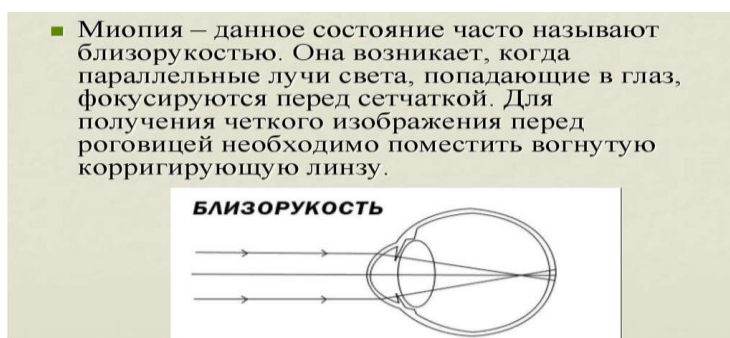 Миопия – данное состояние часто называют
близорукостью. Она возникает, когда
параллельные лучи света, попадающие в глаз,
фокусируются перед сетчаткой. Для
получения четкого изображения перед
роговицей необходимо поместить вогнутую
корригирующую линзу.
БЛИЗОРУКОСТЬ